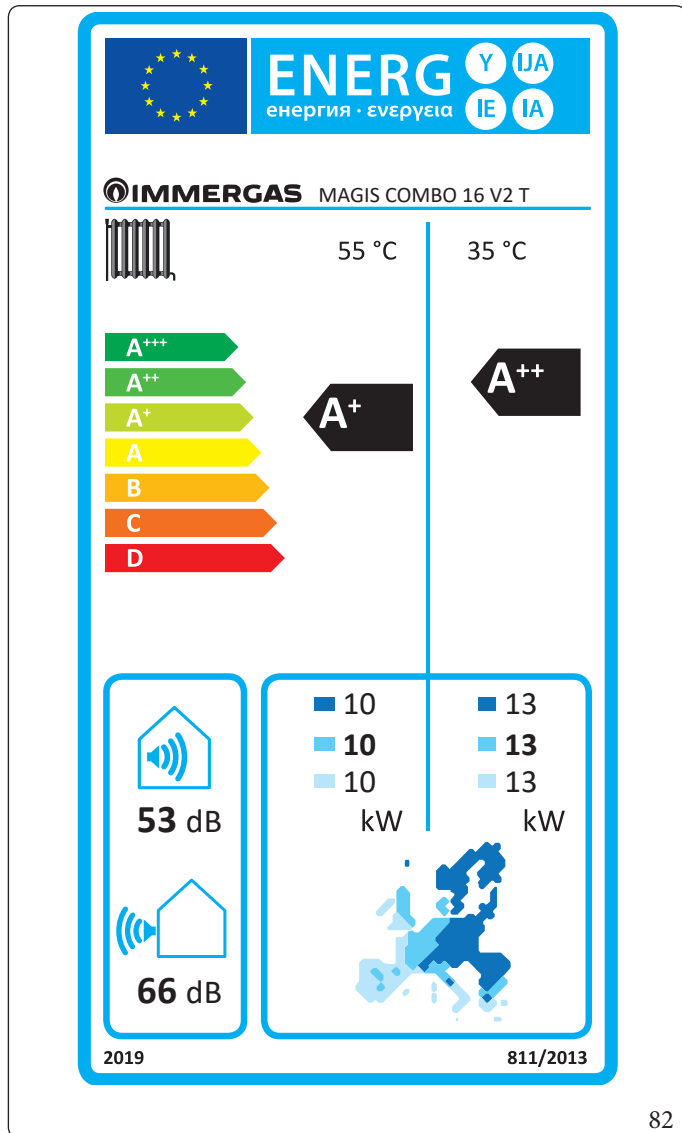 ENERG Y IJA
енергия · ενεργεια IE IA
IMMERGAS MAGIS COMBO 16 V2 T
55 °C 35 °C
A+++
A++
A+
A
B
C
D
A+
A++
53 dB
66 dB
10 13
10 13
10 13
kW kW
2019 811/2013
82